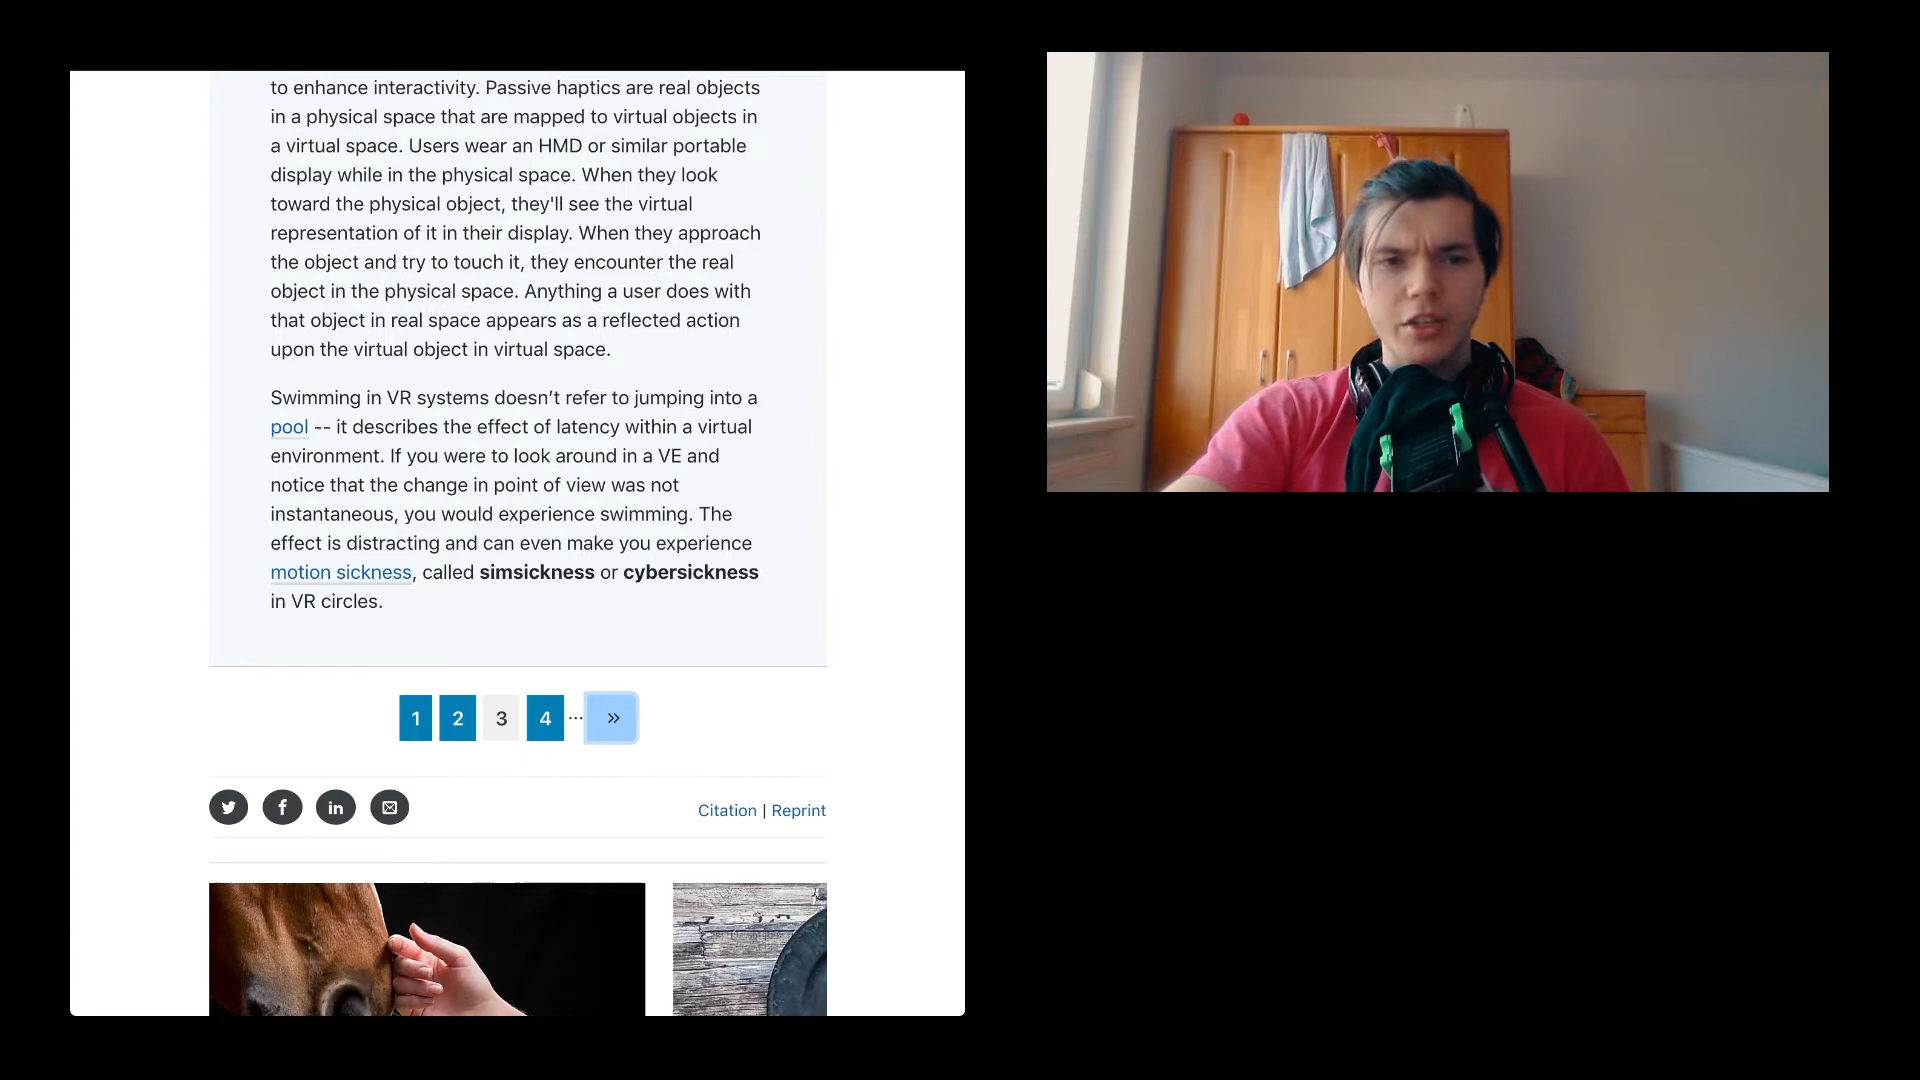 to enhance interactivity. Passive haptics are real objects
in a physical space that are mapped to virtual objects in
a virtual space. Users wear an HMD or similar portable
display while in the physical space. When they look
toward the physical object, they'll see the virtual
representation of it in their display. When they approach
the object and try to touch it, they encounter the real
object in the physical space. Anything a user does with
that object in real space appears as a reflected action
upon the virtual object in virtual space.
Swimming in VR systems doesn’t refer to jumping into a
pool -- it describes the effect of latency within a virtual
environment. If you were to look around in a VE and
notice that the change in point of view was not
instantaneous, you would experience swimming. The
effect is distracting and can even make you experience
motion sickness, called simsickness or cybersickness
in VR circles.
1 2 3 4 ... »
Citation | Reprint